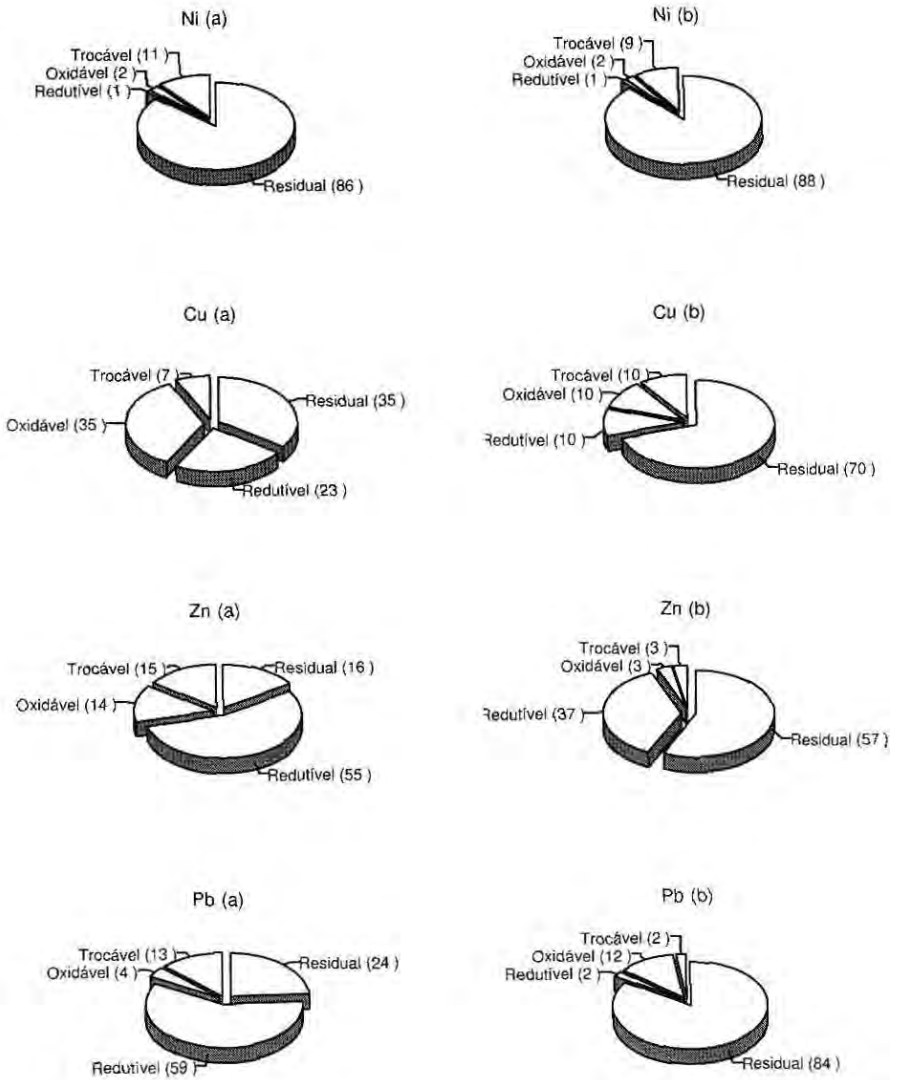 Ni (a)
Trocável (11)
Oxidável (2)
Redutível (1)
Residual (86 )
Ni (b)
Trocável (9)
Oxidável (2)
Redutível (1)
Residual (88 )
Cu (a)
Trocável (7)
Residual (35 )
Oxidável (35 )
Redutível (23 )
Cu (b)
Trocável (10)
Oxidável (10)
Redutível (10)
Residual (70 )
Zn (a)
Trocável (15)
Residual (16 )
Oxidável (14 )
Redutível (55 )
Zn (b)
Trocável (3)
Oxidável (3)
Redutível (37 )
Residual (57 )
Pb (a)
Trocável (13)
Oxidável (4)
Residual (24 )
Redutível (59)
Pb (b)
Trocável (2)
Oxidável (12)
Redutível (2)
Residual (84 )